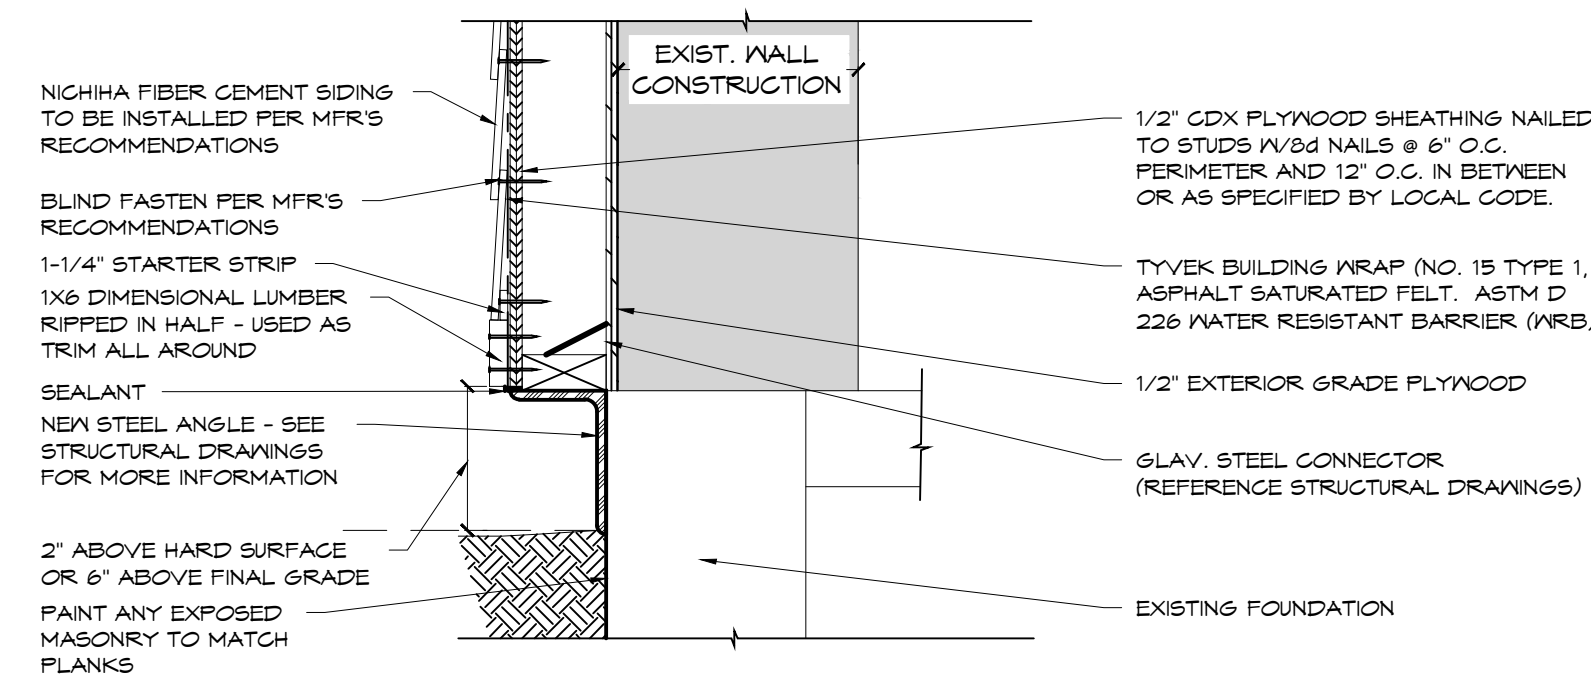 EXIST. WALL
CONSTRUCTION
NICHIHA FIBER CEMENT SIDING
TO BE INSTALLED PER MFR'S
RECOMMENDATIONS
BLIND FASTEN PER MFR'S
RECOMMENDATIONS
1-1/4" STARTER STRIP
1X6 DIMENSIONAL LUMBER
RIPPED IN HALF - USED AS
TRIM ALL AROUND
SEALANT
NEW STEEL ANGLE - SEE
STRUCTURAL DRAWINGS
FOR MORE INFORMATION
2" ABOVE HARD SURFACE
OR 6" ABOVE FINAL GRADE
PAINT ANY EXPOSED
MASONRY TO MATCH
PLANKS
1/2" CDX PLYWOOD SHEATHING NAILED
TO STUDS W/8d NAILS @ 6" O.C.
PERIMETER AND 12" O.C. IN BETWEEN
OR AS SPECIFIED BY LOCAL CODE.
TYVEK BUILDING WRAP (NO. 15 TYPE 1,
ASPHALT SATURATED FELT. ASTM D
226 WATER RESISTANT BARRIER (WRB)
1/2" EXTERIOR GRADE PLYWOOD
GLAV. STEEL CONNECTOR
(REFERENCE STRUCTURAL DRAWINGS)
EXISTING FOUNDATION